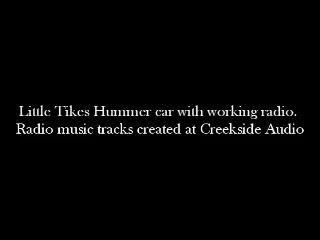 Little Tikes Hummer car with working radio.
Radio music tracks created at Creekside Audio